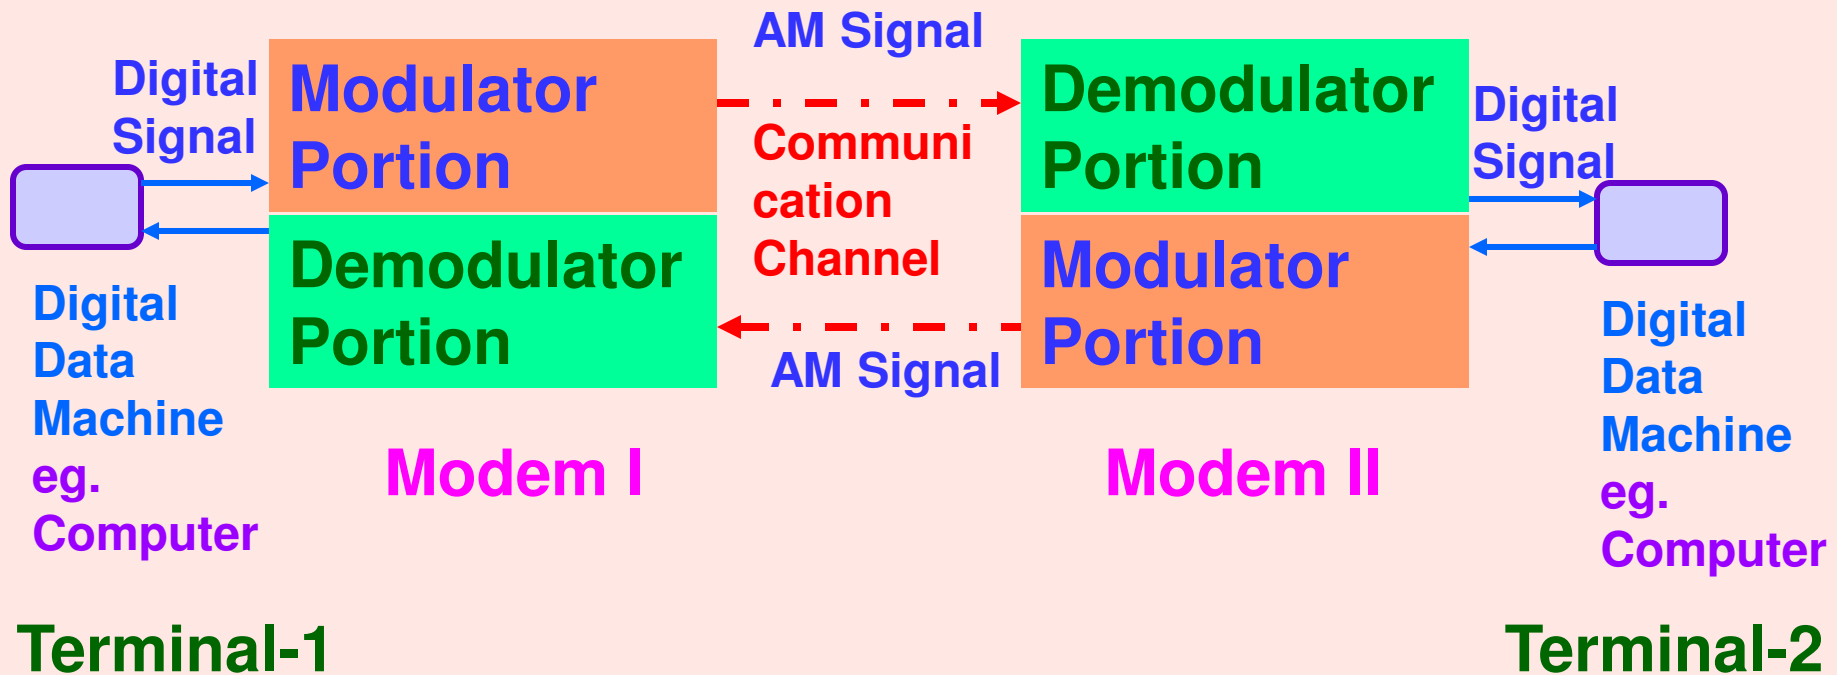 AM Signal
Digital
Signal
Modulator
Portion
Demodulator
Portion
Digital
Signal
Communi
cation
Channel
Demodulator
Portion
Modulator
Portion
AM Signal
Digital
Data
Machine
eg.
Computer
Modem I
Modem II
Digital
Data
Machine
eg.
Computer
Terminal-1
Terminal-2